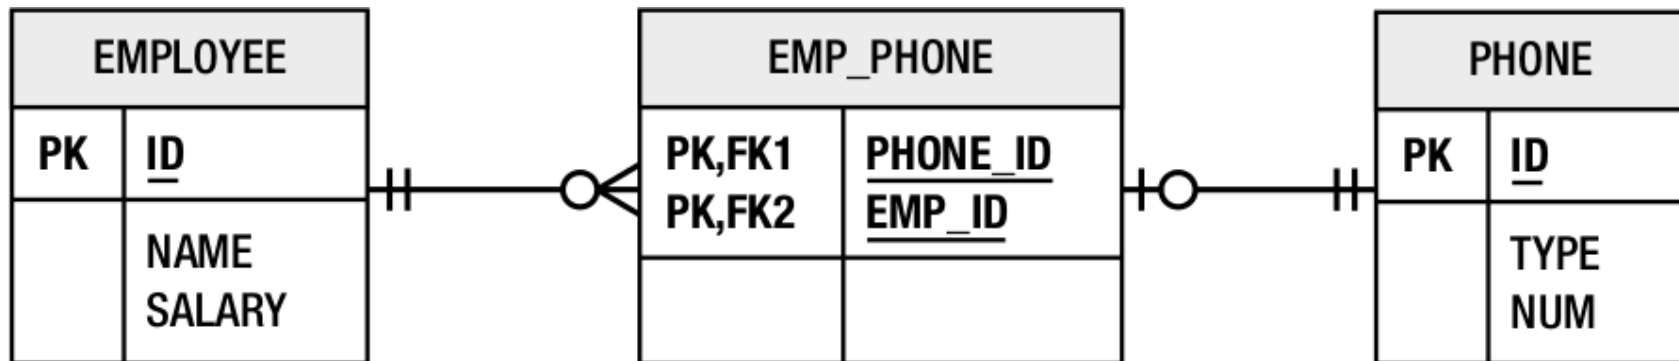 EMPLOYEE
PK ID
NAME
SALARY
EMP_PHONE
PK,FK1 PHONE_ID
PK,FK2 EMP_ID
PHONE
PK ID
TYPE
NUM